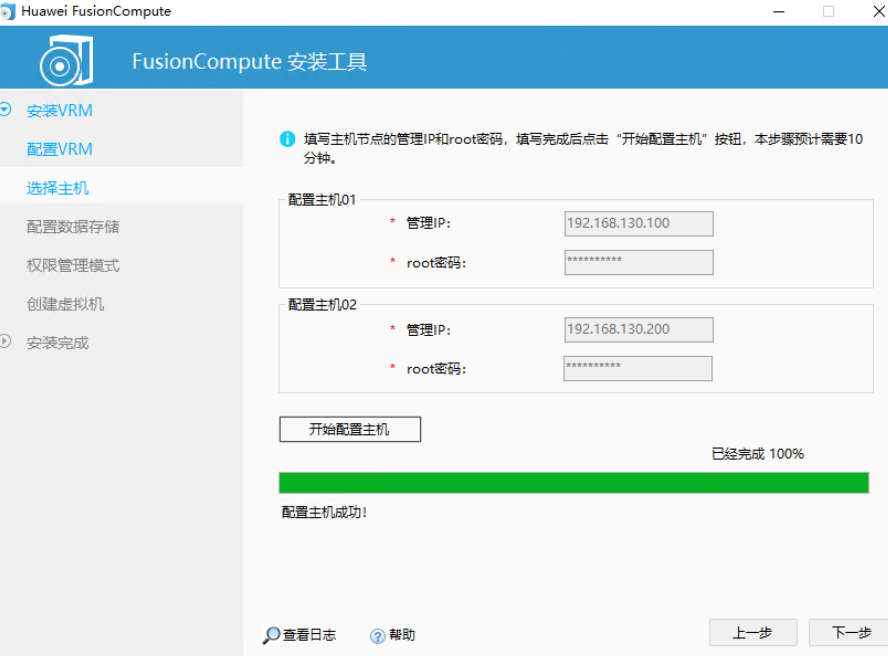 Huawei FusionCompute
FusionCompute 安装工具
安装VRM
配置VRM
选择主机
配置数据存储
权限管理模式
创建虚拟机
安装完成
填写主机节点的管理IP和root密码，填写完成后点击“开始配置主机”按钮，本步骤预计需要10
分钟。
配置主机01
* 管理IP： 192.168.130.100
* root密码： **********
配置主机02
* 管理IP： 192.168.130.200
* root密码： **********
开始配置主机
已经完成 100%
配置主机成功！
查看日志 帮助 上一步 下一步